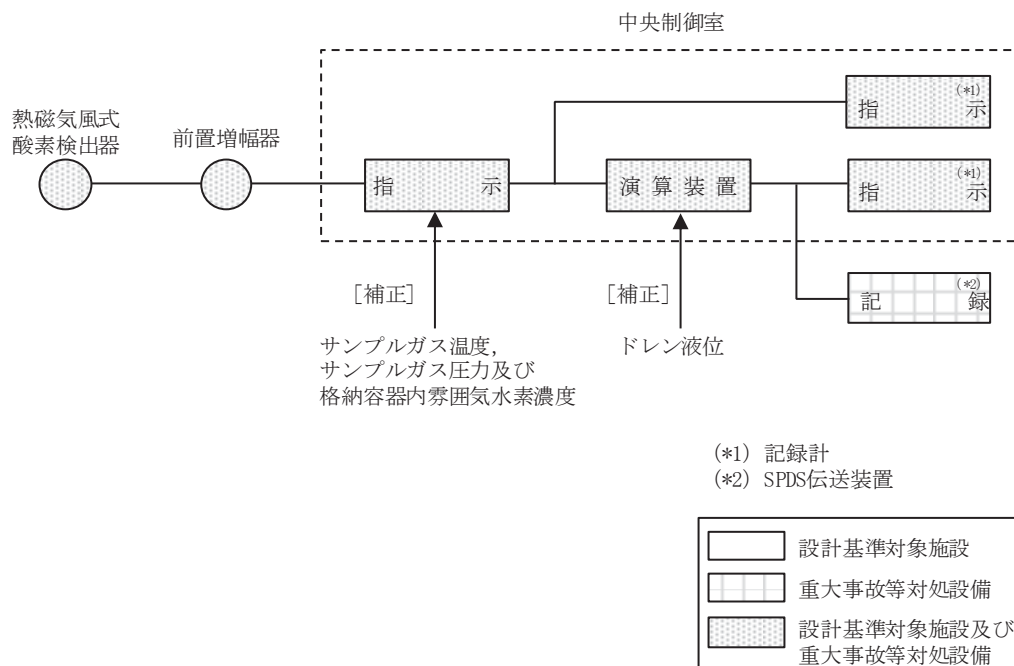 中央制御室
熱磁気風式
酸素検出器
前置増幅器
指 示 (*1)
指 示
演 算 装 置
指 示 (*1)
記 録 (*2)
[補正]
[補正]
サンプルガス温度,
サンプルガス圧力及び
格納容器内雰囲気水素濃度
ドレン液位
(*1) 記録計
(*2) SPDS伝送装置
設計基準対象施設
重大事故等対処設備
設計基準対象施設及び
重大事故等対処設備